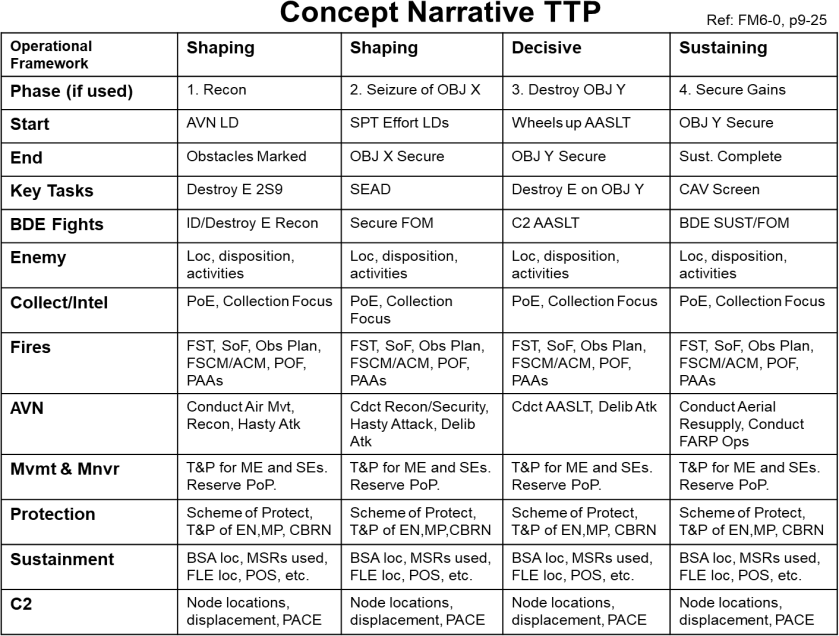 Concept Narrative TTP
Ref: FM6-0, p9-25
Operational
Framework
Shaping
Shaping
Decisive
Sustaining
Phase (if used)
1. Recon
2. Seizure of OBJ X
3. Destroy OBJ Y
4. Secure Gains
Start
AVN LD
SPT Effort LDs
Wheels up AASLT
OBJ Y Secure
End
Obstacles Marked
OBJ X Secure
OBJ Y Secure
Sust. Complete
Key Tasks
Destroy E 2S9
SEAD
Destroy E on OBJ Y
CAV Screen
BDE Fights
ID/Destroy E Recon
Secure FOM
C2 AASLT
BDE SUST/FOM
Enemy
Loc, disposition,
activities
Loc, disposition,
activities
Loc, disposition,
activities
Loc, disposition,
activities
Collect/Intel
PoE, Collection Focus
PoE, Collection
Focus
PoE, Collection Focus
PoE, Collection Focus
Fires
FST, SoF, Obs Plan,
FSCM/ACM, POF,
PAAs
FST, SoF, Obs Plan,
FSCM/ACM, POF,
PAAs
FST, SoF, Obs Plan,
FSCM/ACM, POF,
PAAs
FST, SoF, Obs Plan,
FSCM/ACM, POF,
PAAs
AVN
Conduct Air Mvt,
Recon, Hasty Atk
Cdct Recon/Security,
Hasty Attack, Delib
Atk
Cdct AASLT, Delib Atk
Conduct Aerial
Resupply, Conduct
FARP Ops
Mvmt & Mnvr
T&P for ME and SEs.
Reserve PoP.
T&P for ME and SEs.
Reserve PoP.
T&P for ME and SEs.
Reserve PoP.
T&P for ME and SEs.
Reserve PoP.
Protection
Scheme of Protect,
T&P of EN,MP, CBRN
Scheme of Protect,
T&P of EN,MP,CBRN
Scheme of Protect,
T&P of EN,MP, CBRN
Scheme of Protect,
T&P of EN,MP, CBRN
Sustainment
BSA loc, MSRs used,
FLE loc, POS, etc.
BSA loc, MSRs used,
FLE loc, POS, etc.
BSA loc, MSRs used,
FLE loc, POS, etc.
BSA loc, MSRs used,
FLE loc, POS, etc.
C2
Node locations,
displacement, PACE
Node locations,
displacement, PACE
Node locations,
displacement, PACE
Node locations,
displacement, PACE